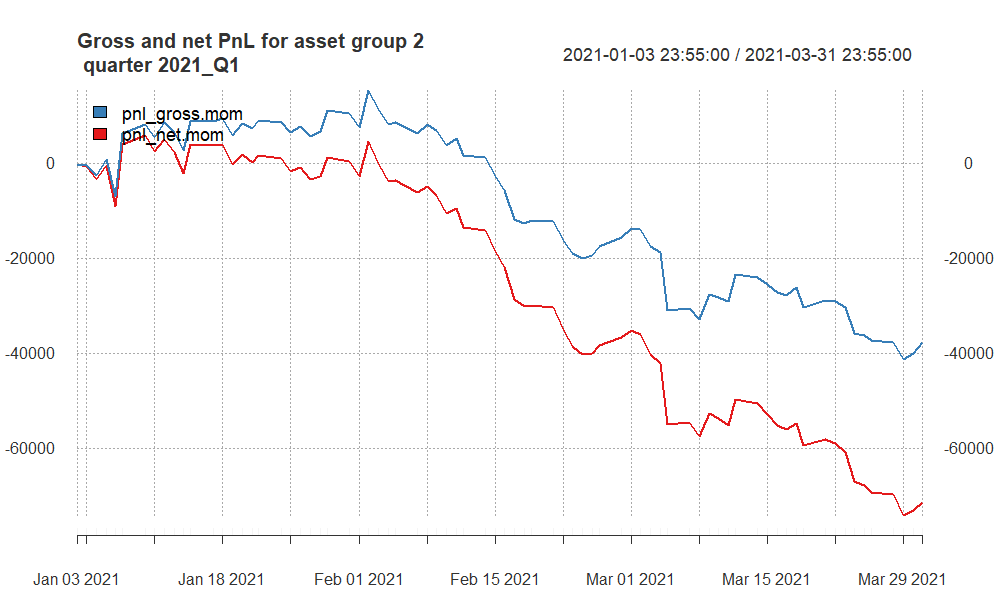 Gross and net PnL for asset group 2
quarter 2021_Q1
2021-01-03 23:55:00 / 2021-03-31 23:55:00
pnl_gross.mom
pnl_net.mom
0
0
-20000
-20000
-40000
-40000
-60000
-60000
Jan 03 2021
Jan 18 2021
Feb 01 2021
Feb 15 2021
Mar 01 2021
Mar 15 2021
Mar 29 2021